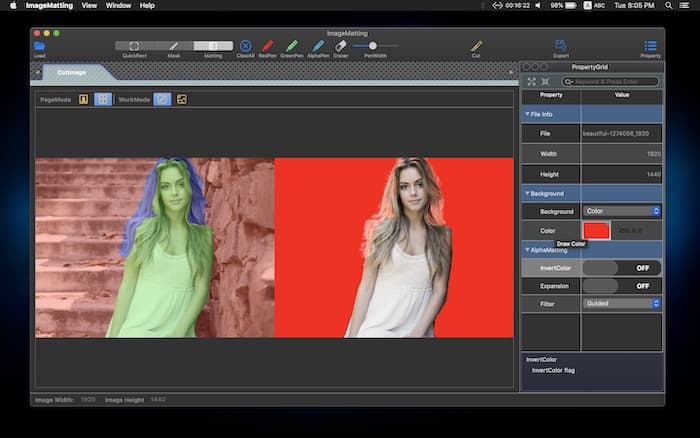 ImageMatting View Window Help 00:16:22 98% ABC Tue 8:05 PM
ImageMatting
Load QuickRect Mask Matting ClearAll RedPen GreenPen AlphaPen Eraser PenWidth Cut Export Property
CutImage
PropertyGrid
Keyword & Press Enter
PageMode WorkMode
Property Value
File Info
File beautiful-1274056_1920
Width 1920
Height 1440
Background
Background Color
Color 255, 0, 0
Draw Color
AlphaMatting
InvertColor OFF
Expansion OFF
Filter Guided
InvertColor
InvertColor flag
Image Width: 1920 Image Height 1440